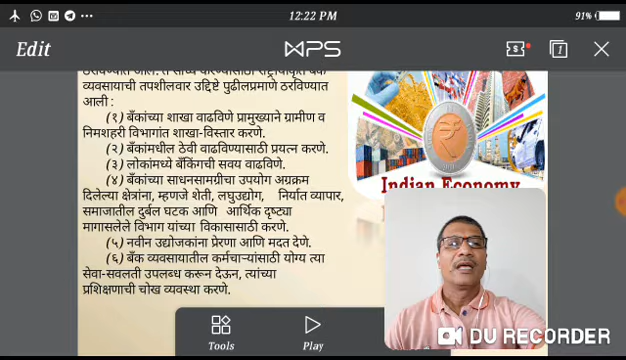 12:22 PM
91%
Edit
WPS
ठरविण्यात आले. ते साध्य करण्यासाठी राष्ट्रीयीकृत बँक
व्यवसायाची तपशीलवार उद्दिष्टे पुढीलप्रमाणे ठरविण्यात
आली :
(१) बँकांच्या शाखा वाढविणे प्रामुख्याने ग्रामीण व
निमशहरी विभागांत शाखा-विस्तार करणे.
(२) बँकांमधील ठेवी वाढविण्यासाठी प्रयत्न करणे.
(३) लोकांमध्ये बँकिंगची सवय वाढविणे.
(४) बँकांच्या साधनसामग्रीचा उपयोग अग्रक्रम
दिलेल्या क्षेत्रांना, म्हणजे शेती, लघुउद्योग, निर्यात व्यापार,
समाजातील दुर्बल घटक आणि आर्थिक दृष्ट्या
मागासलेले विभाग यांच्या विकासासाठी करणे.
(५) नवीन उद्योजकांना प्रेरणा आणि मदत देणे.
(६) बँक व्यवसायातील कर्मचाऱ्यांसाठी योग्य त्या
सेवा-सवलती उपलब्ध करून देऊन, त्यांच्या
प्रशिक्षणाची चोख व्यवस्था करणे.
Indian Economy
Tools
Play
DU RECORDER